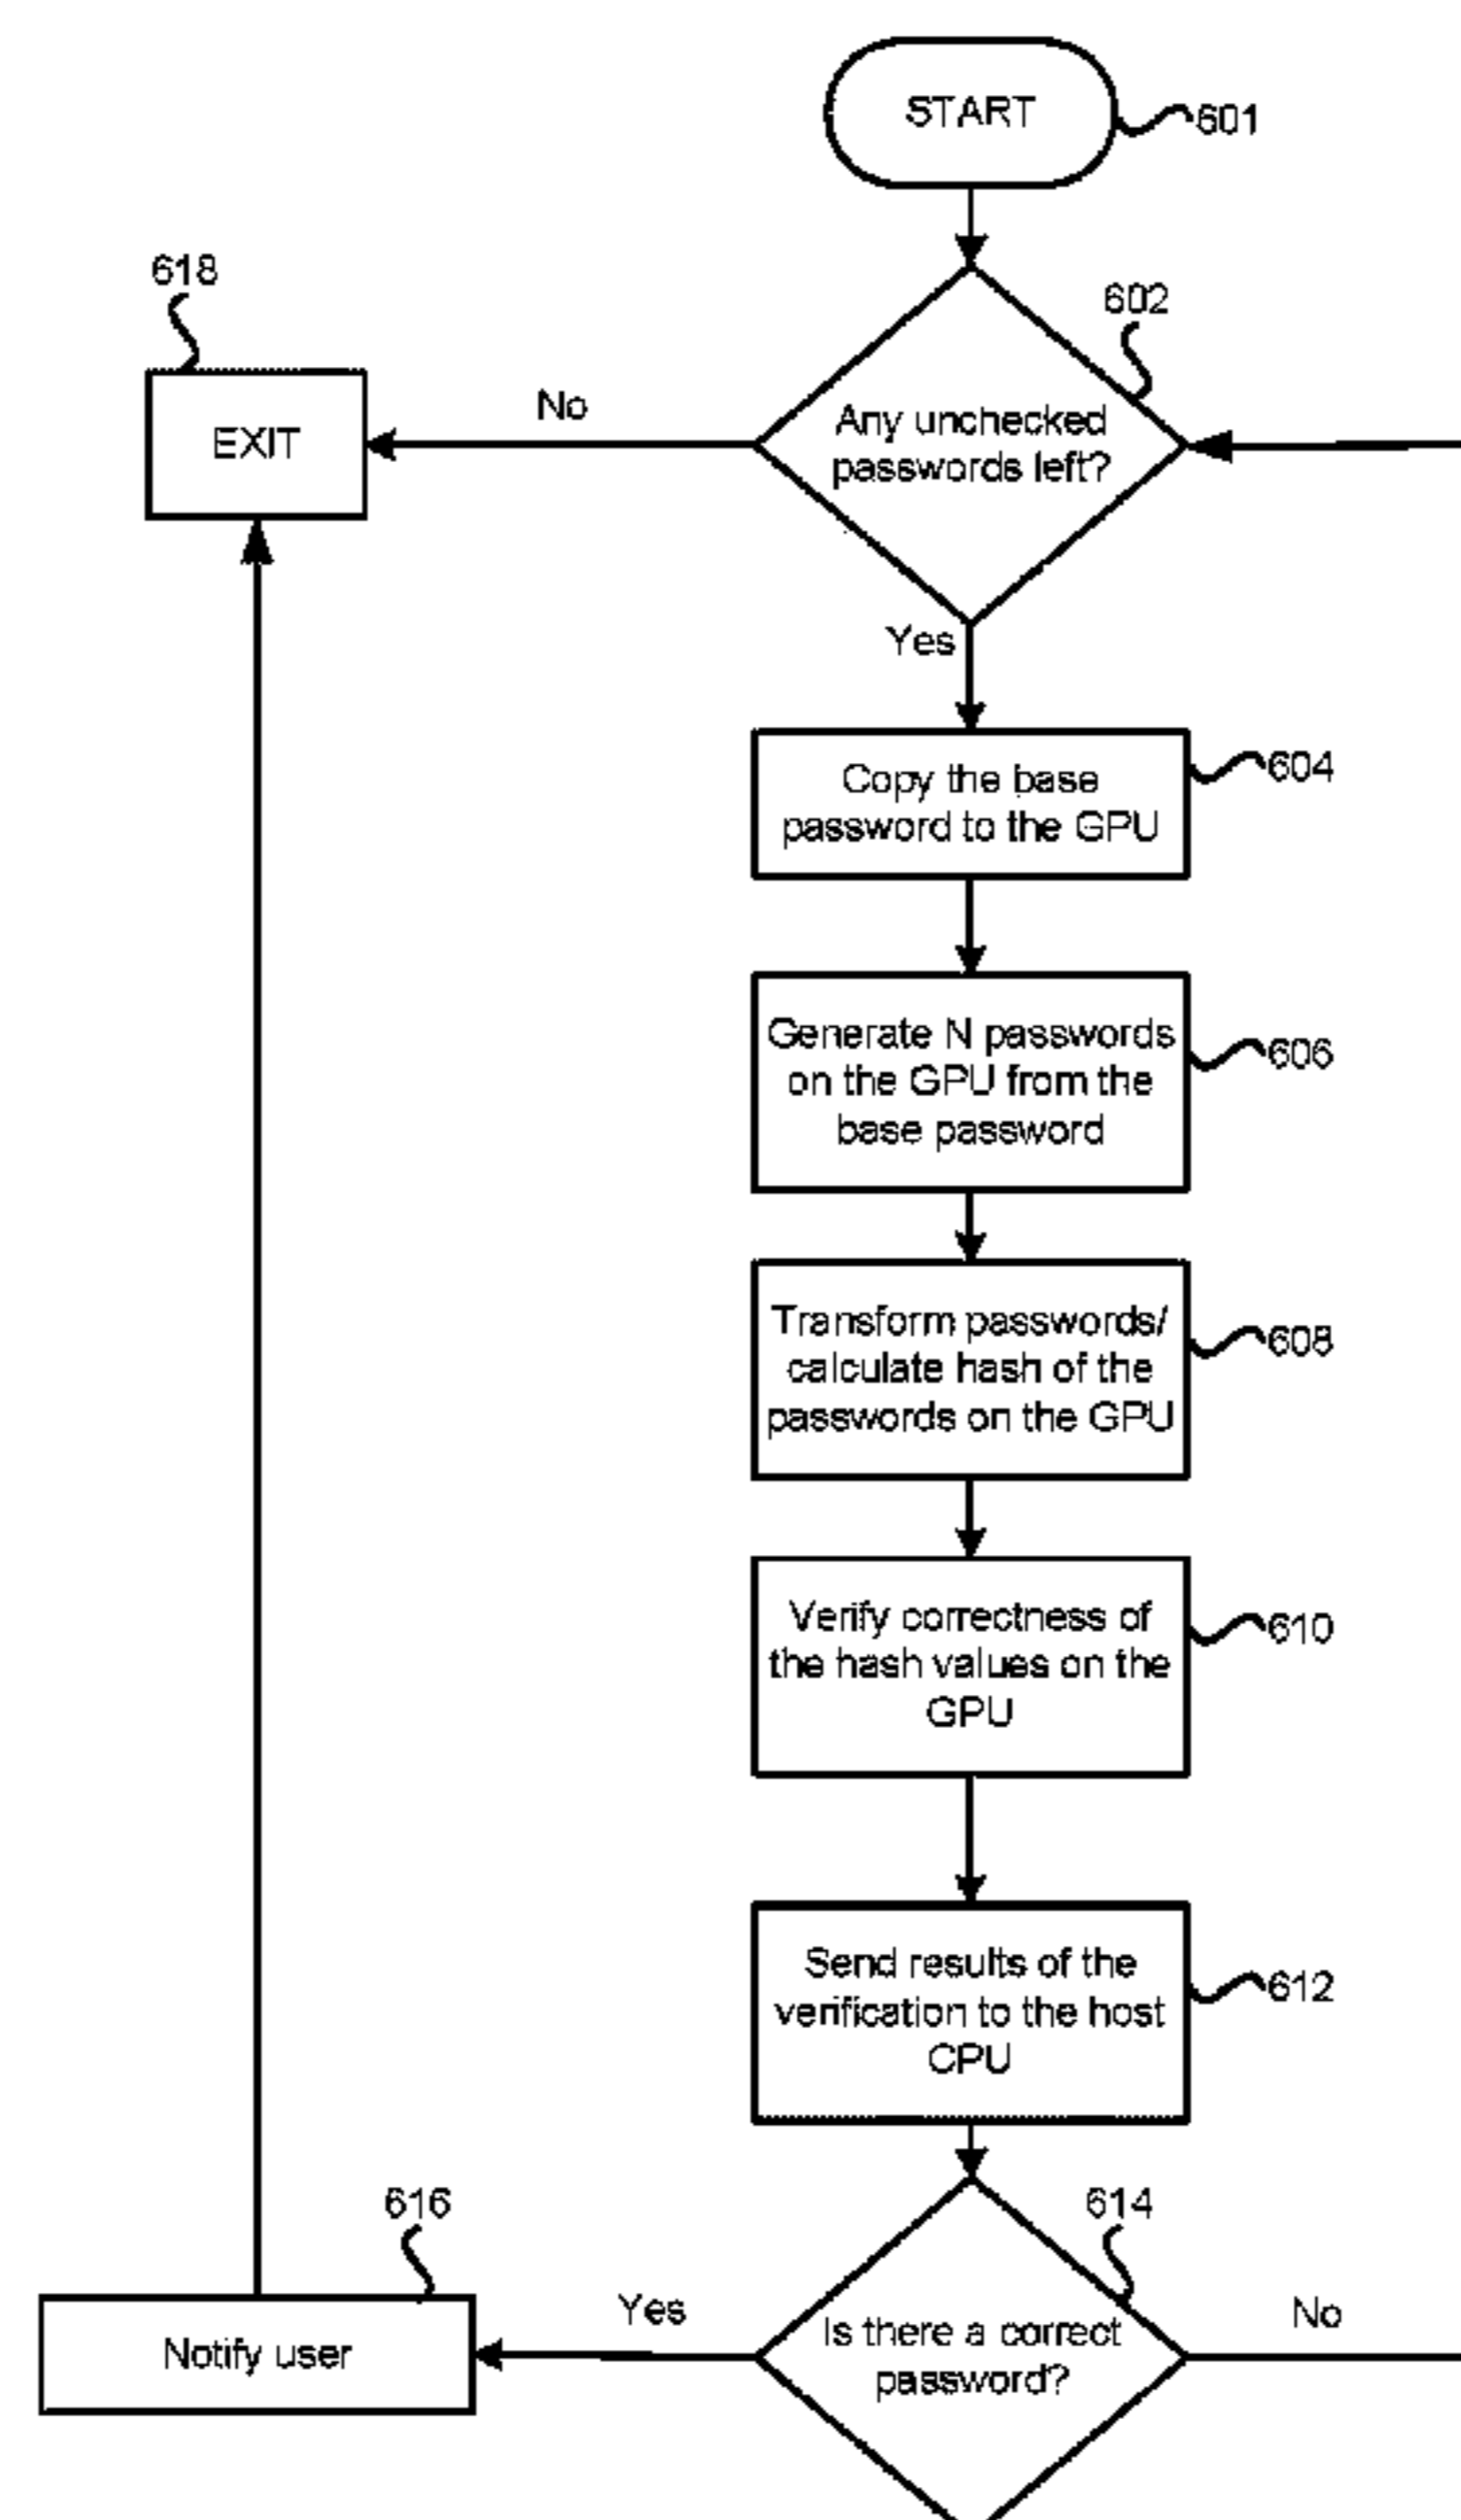 START
601
618
602
No
EXIT
Any unchecked
passwords left?
Yes
Copy the base
password to the GPU
604
Generate N passwords
on the GPU from the
base password
606
Transform passwords/
calculate hash of the
passwords on the GPU
608
Verify correctness of
the hash values on the
GPU
610
Send results of the
verification to the host
CPU
612
616
614
Yes
No
Notify user
Is there a correct
password?